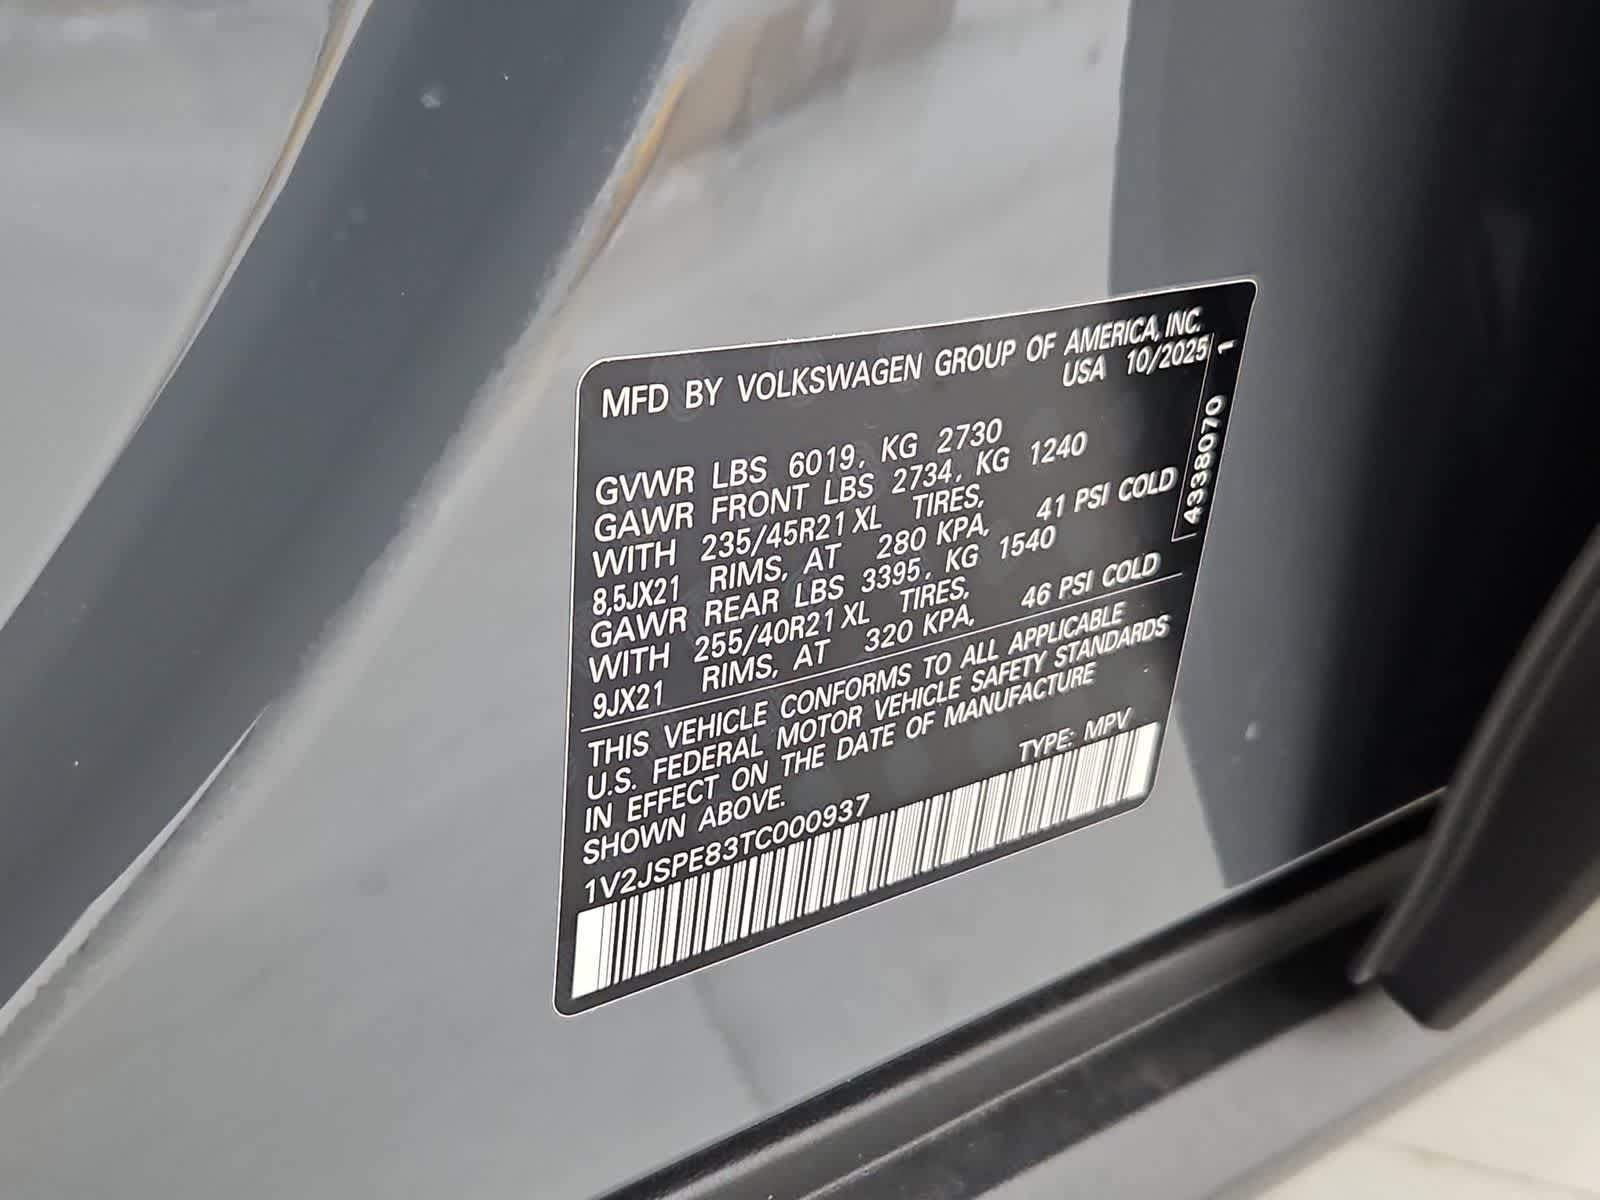 MFD BY VOLKSWAGEN GROUP OF AMERICA, INC.
USA 10/2025
GVWR LBS 6019, KG 2730
GAWR FRONT LBS 2734, KG 1240
WITH 235/45R21 XL TIRES,
8,5JX21 RIMS, AT 280 KPA, 41 PSI COLD
GAWR REAR LBS 3395, KG 1540
WITH 255/40R21 XL TIRES,
9JX21 RIMS, AT 320 KPA, 46 PSI COLD
THIS VEHICLE CONFORMS TO ALL APPLICABLE
U.S. FEDERAL MOTOR VEHICLE SAFETY STANDARDS
IN EFFECT ON THE DATE OF MANUFACTURE
SHOWN ABOVE. TYPE: MPV
1V2JSPE83TC000937
4338070 1